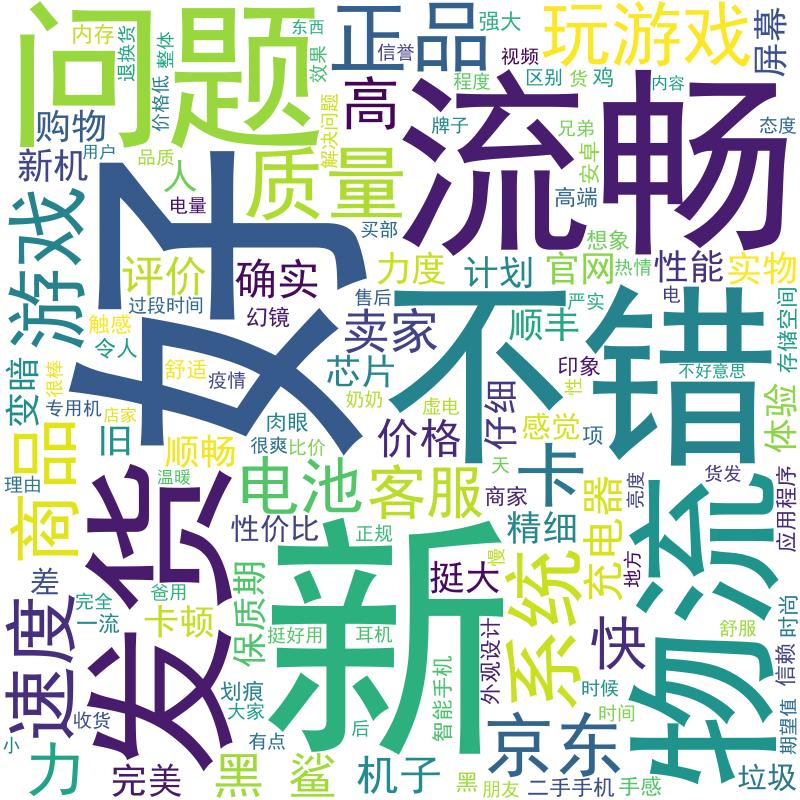 内存
退换货
整体
东西
效果
正品
信誉
强大
视频
玩游戏
屏幕
问题
价格低
高
程度
区别
货
鸡
内容
购物
解决问题
牌子
兄弟
安卓
态度
流畅
新机
用户
品质
人
质量
电量
买部
高端
想象
游戏
好
评价
确实
力度
计划
官网
热情
性能
实物
过段时间
幻镜
售后
严实
电
触感
令人
卖家
顺丰
存储空间
不错
变暗
很棒
舒适
疫情
芯片
印象
性
不好意思
专用机
店家
肉眼
奶奶
虚电
仔细
体验
旧
顺畅
很爽
比价
价格
感觉
项
商品
理由
温暖
电池
客服
天
商家
卡
货发
亮度
应用程序
发货
性价比
正规
精细
充电器
地方
物流
新
慢
系统
差
保质期
挺大
速度
完全
一流
爸用
卡顿
挺好用
耳机
外观设计
快
舒服
时尚
信赖
划痕
大家
智能手机
时候
时间
期望值
收货
小
有点
后
京东
力
完美
黑
鲨
机子
黑
朋友
二手手机
手感
垃圾